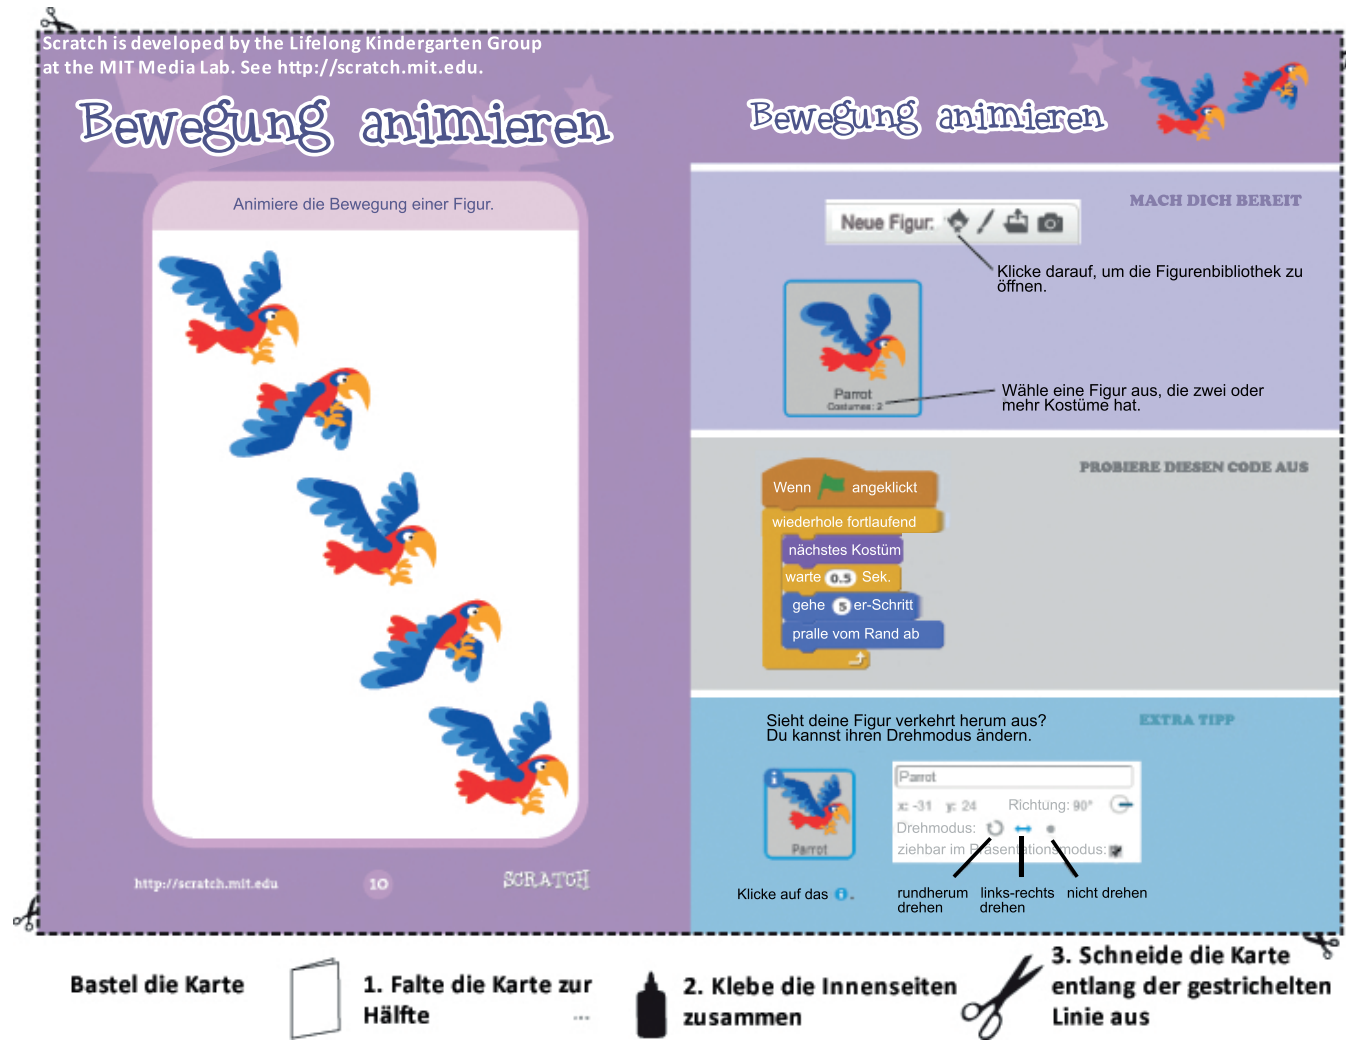 Scratch is developed by the Lifelong Kindergarten Group
at the MIT Media Lab. See http://scratch.mit.edu.
Bewegung animieren
Animiere die Bewegung einer Figur.
http://scratch.mit.edu
10
SCRATCH
Bewegung animieren
MACH DICH BEREIT
Neue Figur:
Klicke darauf, um die Figurenbibliothek zu
öffnen.
Parrot
Costumes: 2
Wähle eine Figur aus, die zwei oder
mehr Kostüme hat.
PROBIERE DIESEN CODE AUS
Wenn angeklickt
wiederhole fortlaufend
nächstes Kostüm
warte 0.5 Sek.
gehe 5 er-Schritt
pralle vom Rand ab
EXTRA TIPP
Sieht deine Figur verkehrt herum aus?
Du kannst ihren Drehmodus ändern.
Parrot
Parrot
x: -31 y: 24 Richtung: 90°
Drehmodus:
ziehbar im Präsentationsmodus:
Klicke auf das i .
rundherum
drehen
links-rechts
drehen
nicht drehen
Bastel die Karte
1. Falte die Karte zur
Hälfte ...
2. Klebe die Innenseiten
zusammen
3. Schneide die Karte
entlang der gestrichelten
Linie aus